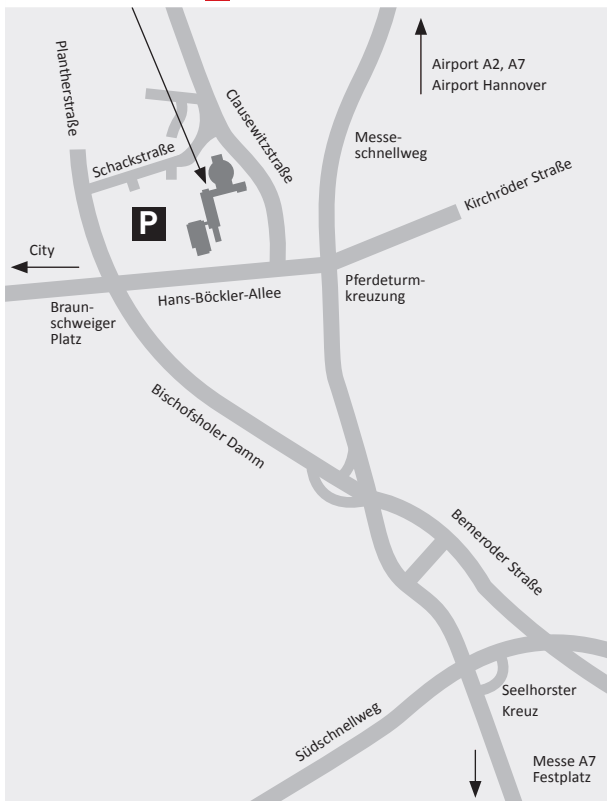 Plantherstraße
Schackstraße
Clausewitzstraße
Airport A2, A7
Airport Hannover
Messe-
schnellweg
Kirchröder Straße
P
City
Hans-Böckler-Allee
Pferdeturm-
kreuzung
Braun-
schweiger
Platz
Bischofsholer Damm
Bemeroder Straße
Seelhorster
Kreuz
Südschnellweg
Messe A7
Festplatz